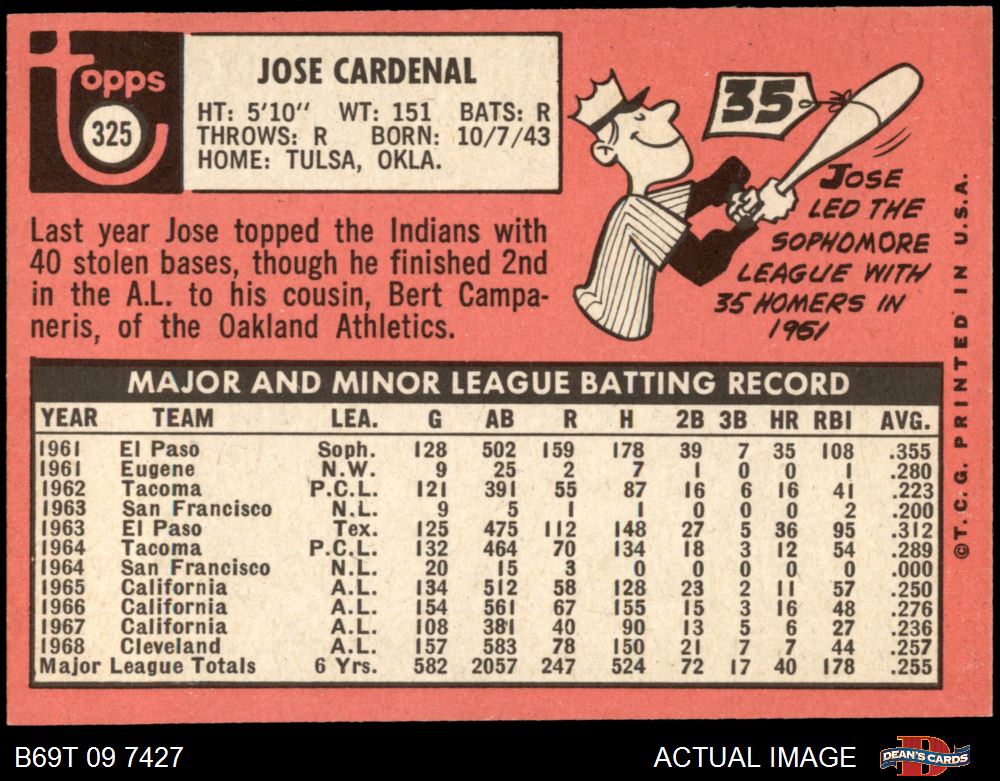 Topps
325
JOSE CARDENAL
HT: 5'10" WT: 151 BATS: R
THROWS: R BORN: 10/7/43
HOME: TULSA, OKLA.
Last year Jose topped the Indians with
40 stolen bases, though he finished 2nd
in the A.L. to his cousin, Bert Campa-
neris, of the Oakland Athletics.
35
JOSE
LED THE
SOPHOMORE
LEAGUE WITH
35 HOMERS IN
1951
©T.C.G. PRINTED IN U.S.A.
MAJOR AND MINOR LEAGUE BATTING RECORD
YEAR TEAM LEA. G AB R H 2B 3B HR RBI AVG.
1961 El Paso Soph. 128 502 159 178 39 7 35 108 .355
1961 Eugene N.W. 9 25 2 7 1 0 0 1 .280
1962 Tacoma P.C.L. 121 391 55 87 16 6 16 41 .223
1963 San Francisco N.L. 9 5 1 1 0 0 0 2 .200
1963 El Paso Tex. 125 475 112 148 27 5 36 95 .312
1964 Tacoma P.C.L. 132 464 70 134 18 3 12 54 .289
1964 San Francisco N.L. 20 15 3 0 0 0 0 0 .000
1965 California A.L. 134 512 58 128 23 2 11 57 .250
1966 California A.L. 154 561 67 155 15 3 16 48 .276
1967 California A.L. 108 381 40 90 13 5 6 27 .236
1968 Cleveland A.L. 157 583 78 150 21 7 7 44 .257
Major League Totals 6 Yrs. 582 2057 247 524 72 17 40 178 .255
B69T 09 7427
ACTUAL IMAGE
DEAN'S CARDS